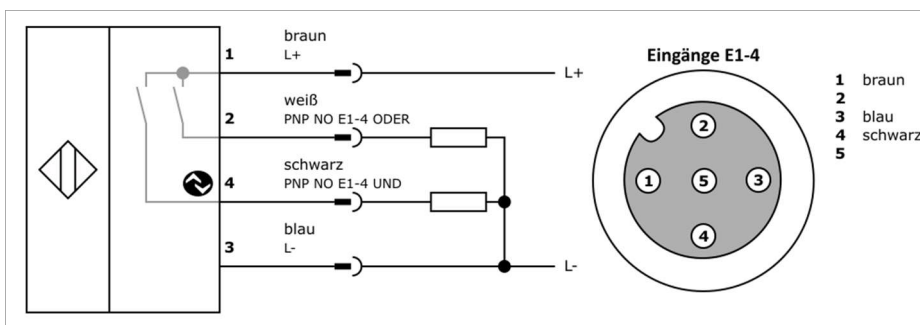 braun
1 L+
L+
weiß
2 PNP NO E1-4 ODER
schwarz
4 PNP NO E1-4 UND
blau
3 L-
L-
Eingänge E1-4
2
1 5 3
4
1 braun
2
3 blau
4 schwarz
5